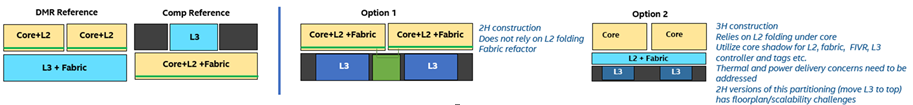 DMR Reference
Comp Reference
Option 1
Option 2
Core+L2
Core+L2
L3 + Fabric
L3
Core+L2 +Fabric
Core+L2 +Fabric
Core+L2 +Fabric
L3
L3
2H construction
Does not rely on L2 folding
Fabric refactor
Core
Core
L2 + Fabric
L3
L3
3H construction
Relies on L2 folding under core
Utilize core shadow for L2, fabric, FIVR, L3
controller and tags etc.
Thermal and power delivery concerns need to be
addressed
2H versions of this partitioning (move L3 to top)
has floorplan/scalability challenges